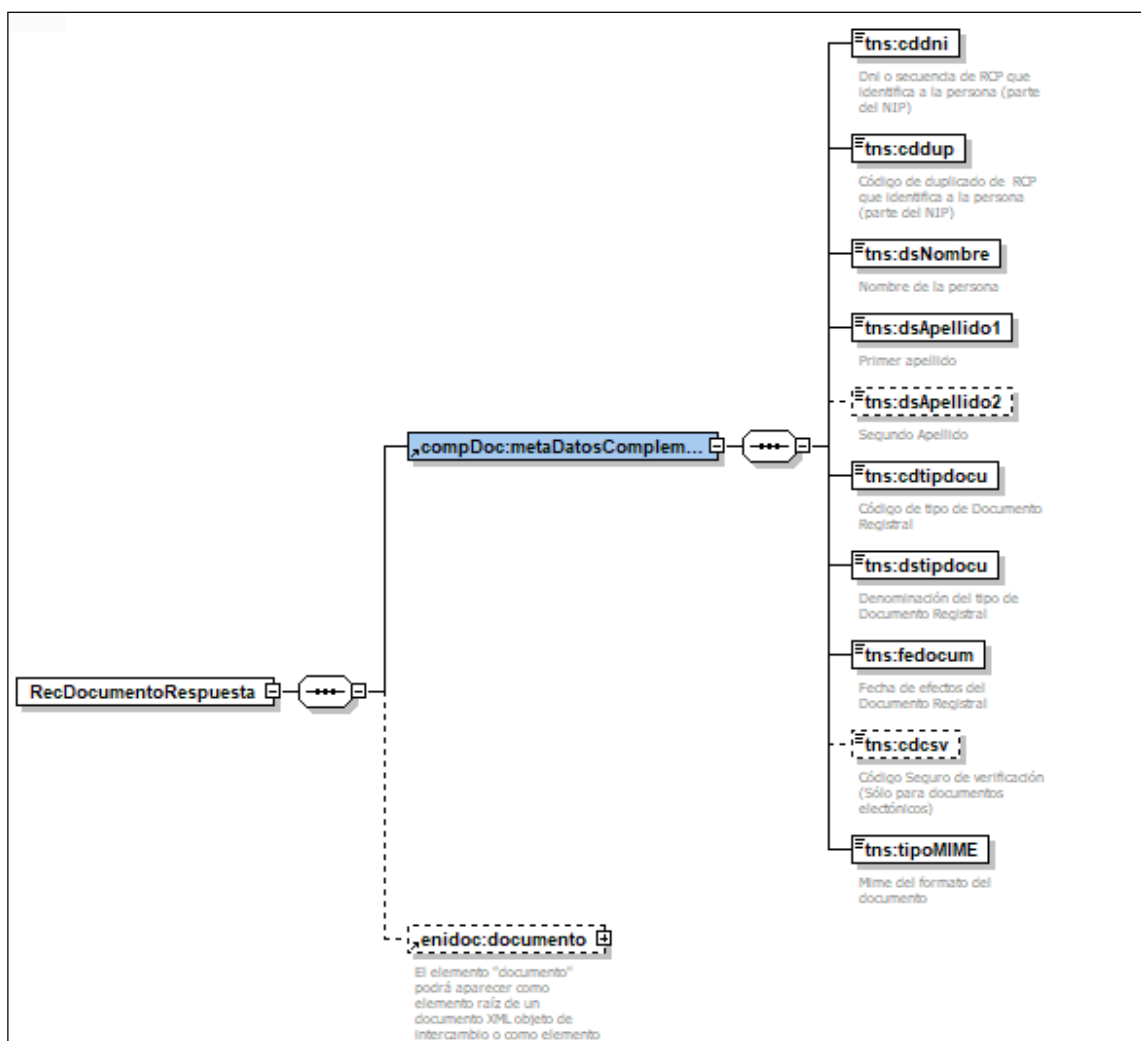 tns:cddni
Dni o secuencia de RCP que
identifica a la persona (parte
del NIP)
tns:cddup
Código de duplicado de RCP
que identifica a la persona
(parte del NIP)
tns:dsNombre
Nombre de la persona
tns:dsApellido1
Primer apellido
tns:dsApellido2
Segundo Apellido
compDoc:metaDatosComplem...
tns:cdtipdocu
Código de tipo de Documento
Registral
tns:dstipdocu
Denominación del tipo de
Documento Registral
tns:fedocum
Fecha de efectos del
Documento Registral
RecDocumentoRespuesta
tns:cdcsv
Código Seguro de verificación
(Sólo para documentos
electónicos)
tns:tipoMIME
Mime del formato del
documento
enidoc:documento
El elemento "documento"
podrá aparecer como
elemento raíz de un
documento XML objeto de
intercambio o como elemento